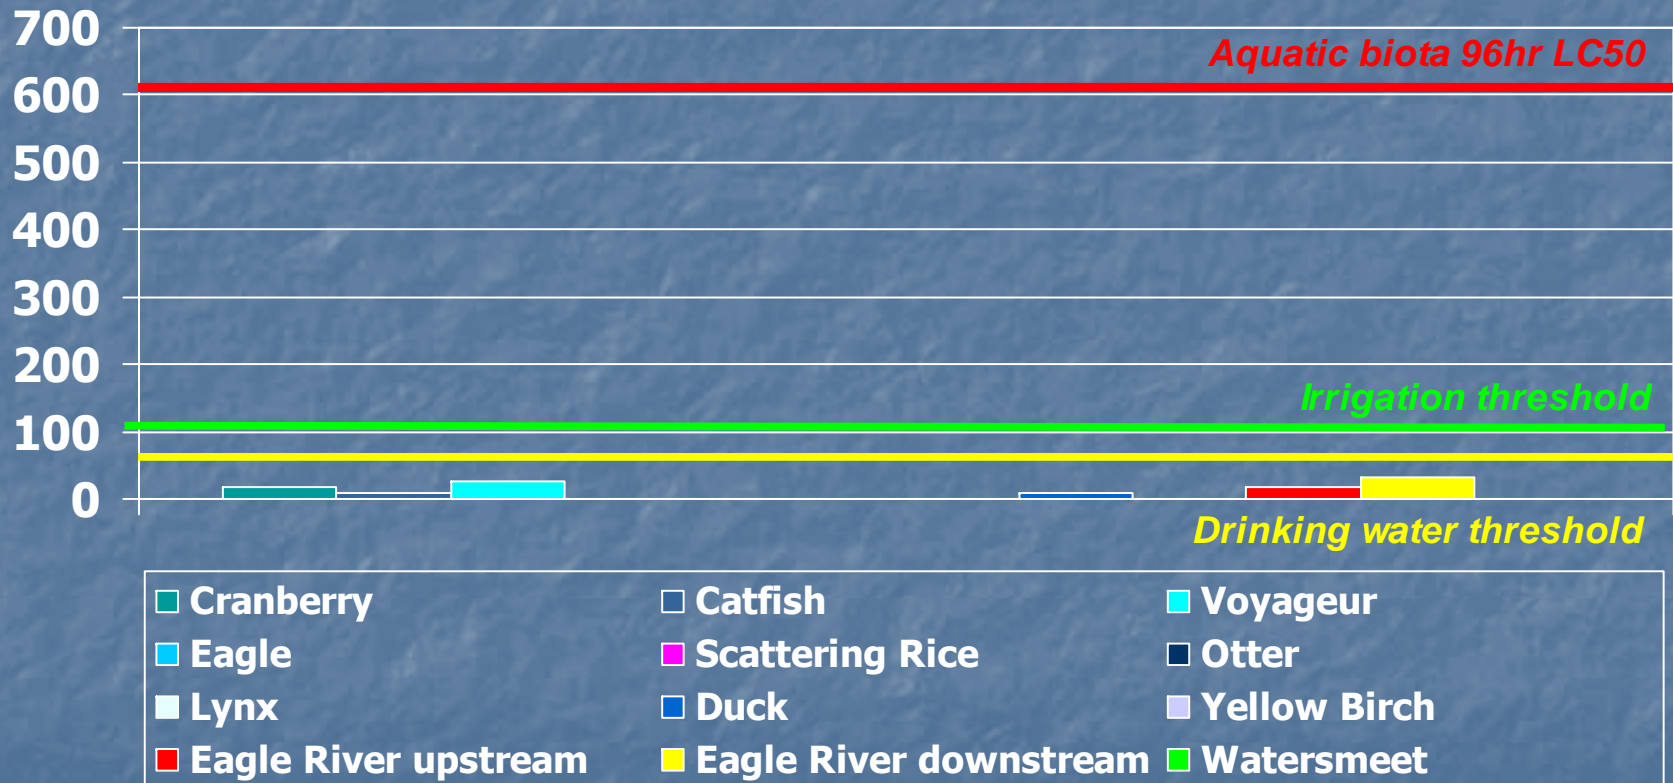 700
Aquatic biota 96hr LC50
600
500
400
300
200
Irrigation threshold
100
0
Drinking water threshold
Cranberry Catfish Voyageur
Eagle Scattering Rice Otter
Lynx Duck Yellow Birch
Eagle River upstream Eagle River downstream Watersmeet